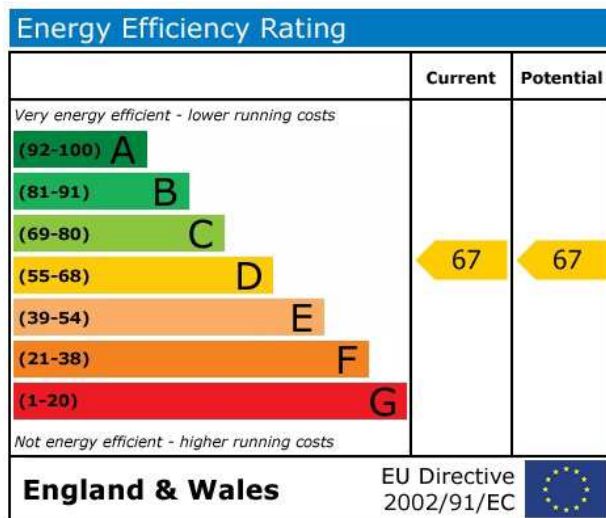 Energy Efficiency Rating
Current Potential
Very energy efficient - lower running costs
(92-100) A
(81-91) B
(69-80) C
(55-68) D
67 67
(39-54) E
(21-38) F
(1-20) G
Not energy efficient - higher running costs
England & Wales
EU Directive
2002/91/EC